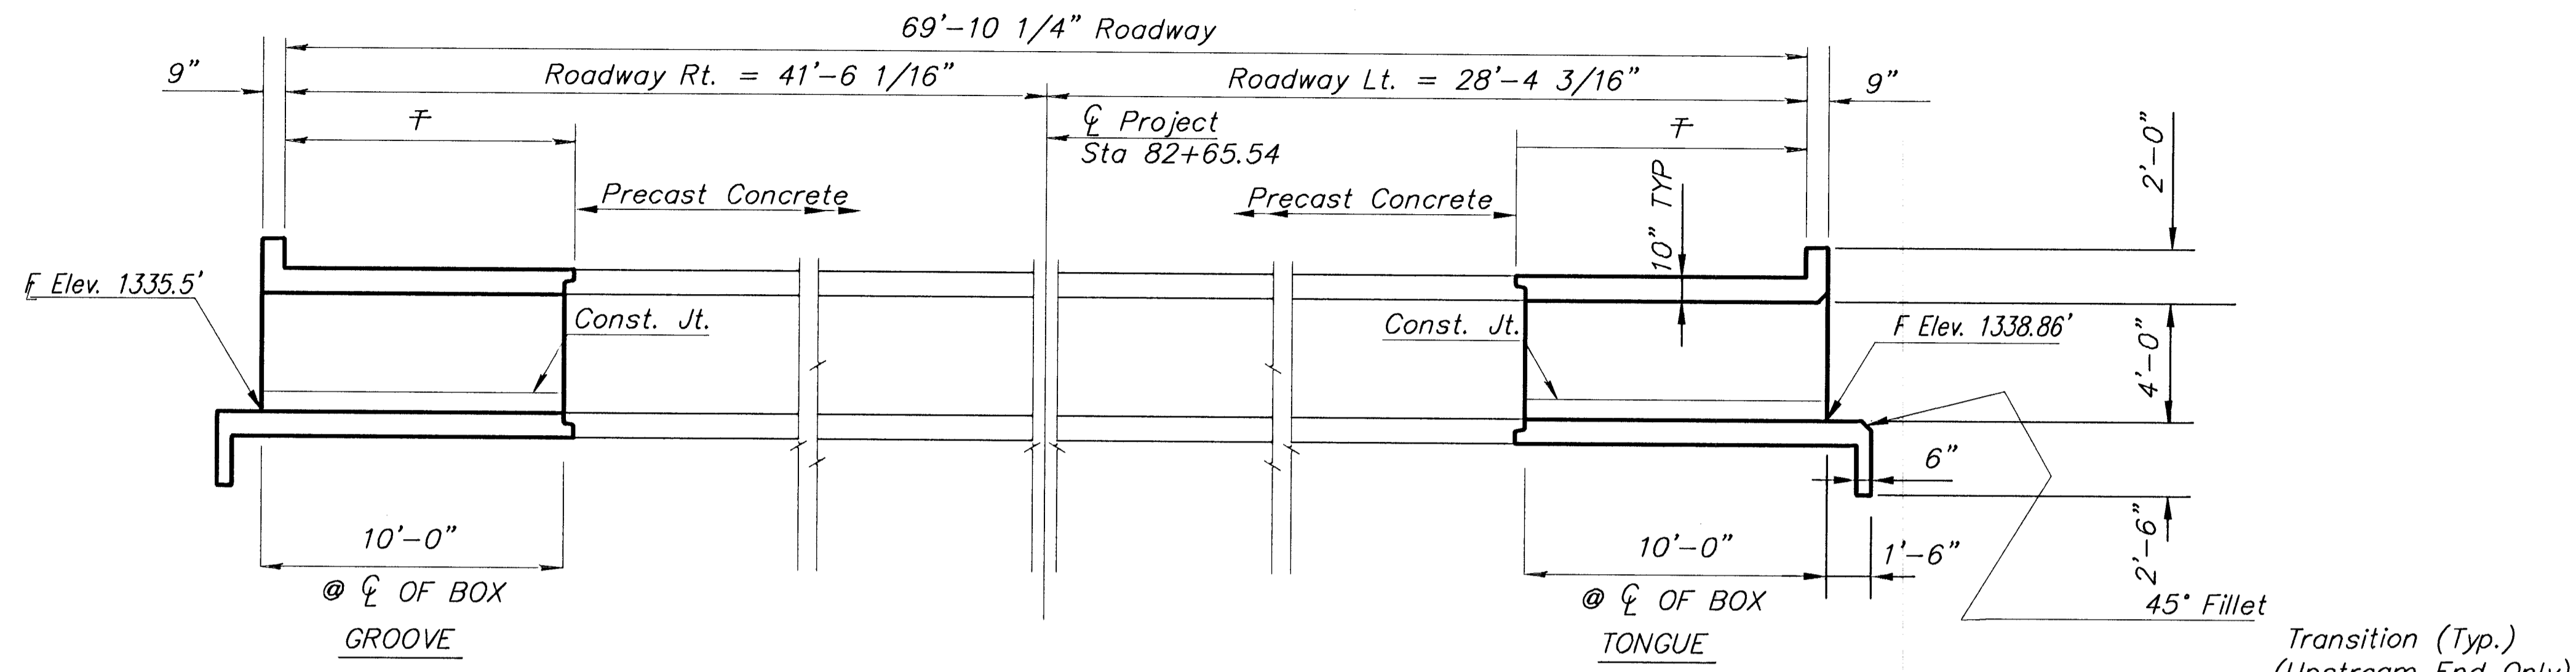 69'-10 1/4" Roadway
9"
Roadway Rt. = 41'-6 1/16"
Roadway Lt. = 28'-4 3/16"
9"
T
℄ Project
Sta 82+65.54
T
2'-0"
Precast Concrete
Precast Concrete
10" TYP
F Elev. 1335.5'
Const. Jt.
Const. Jt.
F Elev. 1338.86'
4'-0"
6"
10'-0"
@ ℄ OF BOX
GROOVE
10'-0"
@ ℄ OF BOX
TONGUE
1'-6"
2'-6"
45° Fillet
Transition (Typ.)
(Upstream End Only)